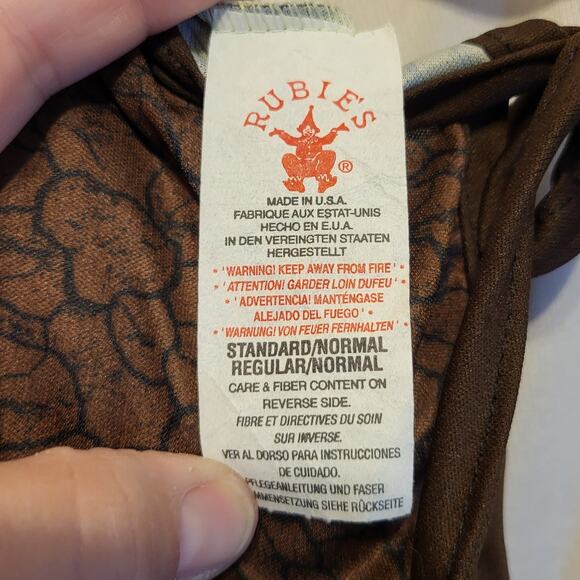 RUBIE'S
®
MADE IN U.S.A.
FABRIQUE AUX ESTAT-UNIS
HECHO EN E.U.A.
IN DEN VEREINGTEN STAATEN
HERGESTELLT
• 'WARNING! KEEP AWAY FROM FIRE' •
• 'ATTENTION! GARDER LOIN DUFEU' •
• 'ADVERTENCIA! MANTÉNGASE
ALEJADO DEL FUEGO' •
• 'WARNUNG! VON FEUER FERNHALTEN' •
STANDARD/NORMAL
REGULAR/NORMAL
CARE & FIBER CONTENT ON
REVERSE SIDE.
FIBRE ET DIRECTIVES DU SOIN
SUR INVERSE.
VER AL DORSO PARA INSTRUCCIONES
DE CUIDADO.
PFLEGEANLEITUNG UND FASER
SIEHE RÜCKSEITE